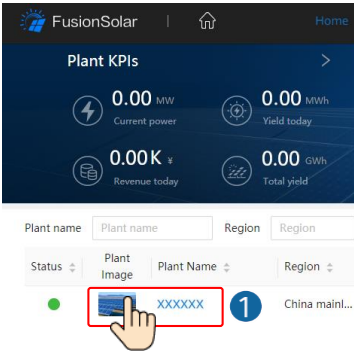 FusionSolar Home
Plant KPIs >
0.00 MW 0.00 MWh
Current power Yield today
0.00K ¥ 0.00 GWh
Revenue today Total yield
Plant name Plant name Region Region
Status Plant Image Plant Name Region
XXXXXX 1 China mainl...